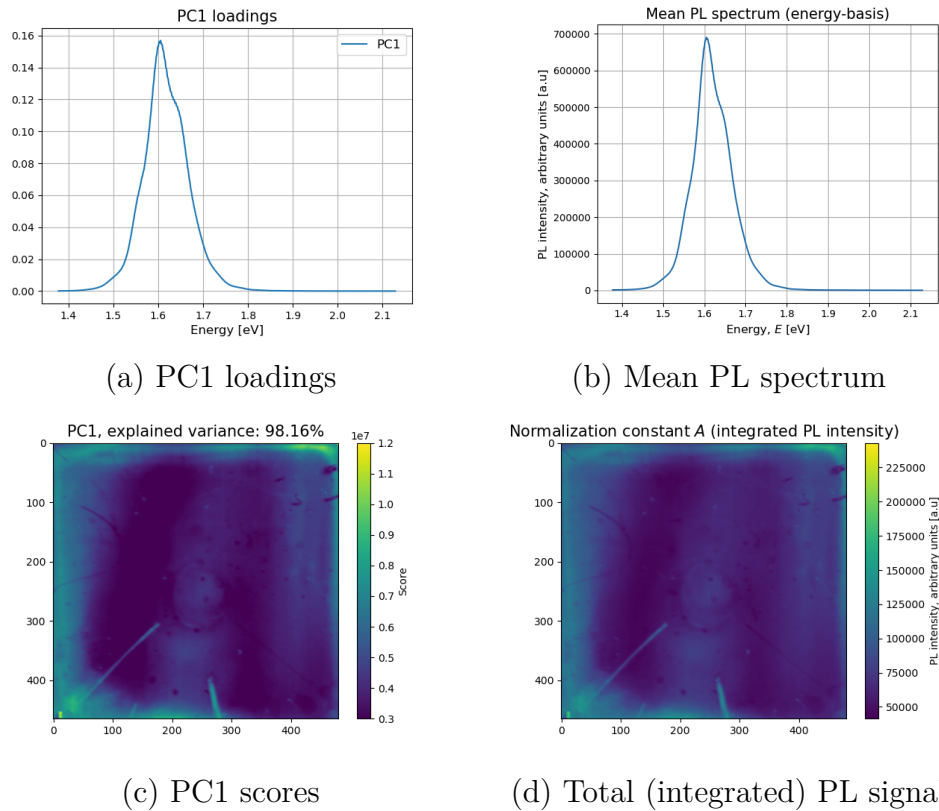 PC1 loadings
PC1
0.16
0.14
0.12
0.10
0.08
0.06
0.04
0.02
0.00
1.4 1.5 1.6 1.7 1.8 1.9 2.0 2.1
Energy [eV]
(a) PC1 loadings
Mean PL spectrum (energy-basis)
PL intensity, arbitrary units [a.u]
700000
600000
500000
400000
300000
200000
100000
0
1.4 1.5 1.6 1.7 1.8 1.9 2.0 2.1
Energy, E [eV]
(b) Mean PL spectrum
PC1, explained variance: 98.16%
1e7
0
100
200
300
400
0 100 200 300 400
1.2
1.1
1.0
0.9
0.8
0.7
0.6
0.5
0.4
0.3
Score
(c) PC1 scores
Normalization constant A (integrated PL intensity)
0
100
200
300
400
0 100 200 300 400
225000
200000
175000
150000
125000
100000
75000
50000
PL intensity, arbitrary units [a.u]
(d) Total (integrated) PL signa